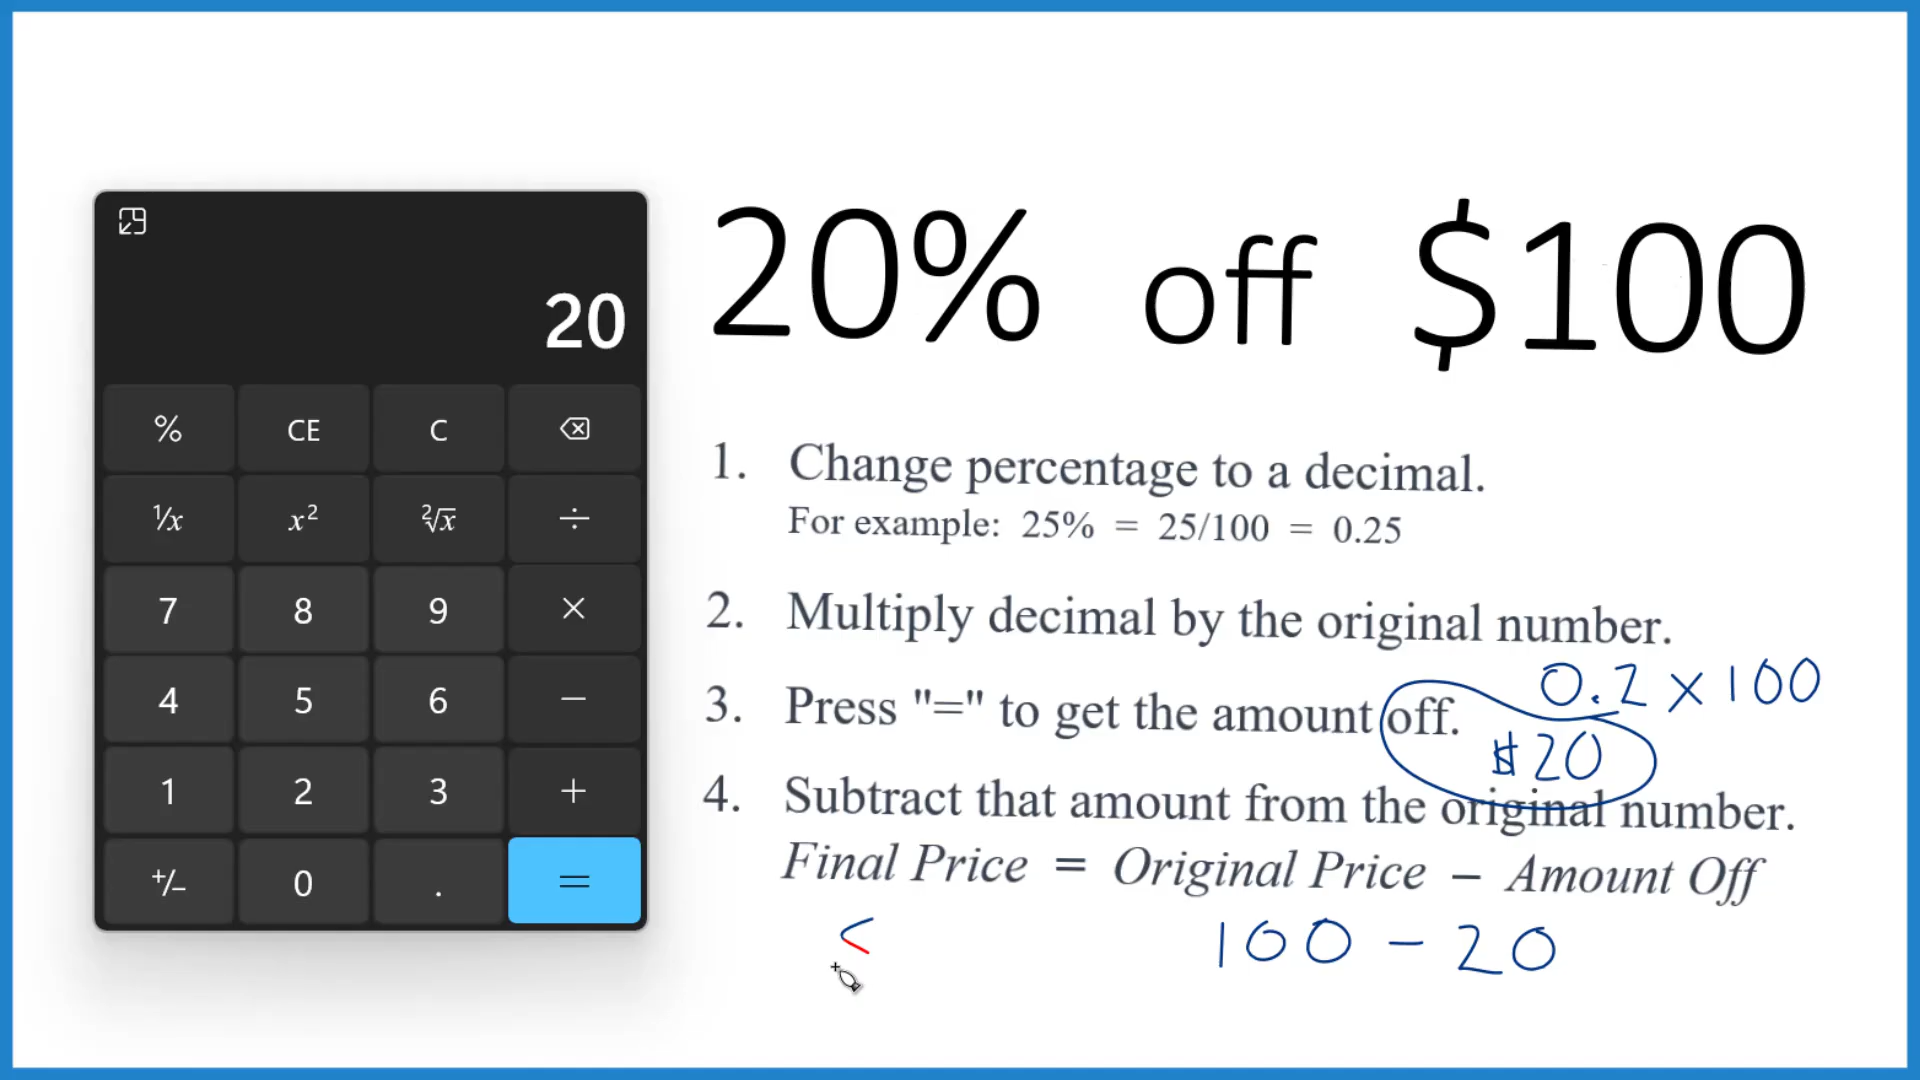 20
% CE C
1/x x² ²√x ÷
7 8 9 ×
4 5 6 −
1 2 3 +
+/− 0 . =
20% off $100
1. Change percentage to a decimal.
For example: 25% = 25/100 = 0.25
2. Multiply decimal by the original number.
0.2 x 100
3. Press "=" to get the amount off.
$20
4. Subtract that amount from the original number.
Final Price = Original Price – Amount Off
100 - 20